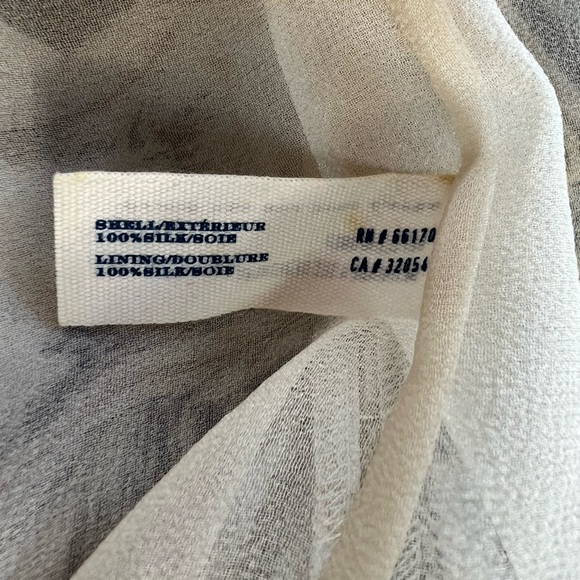 SHELL/EXTÉRIEUR
100%SILK/SOIE
LINING/DOUBLURE
100%SILK/SOIE
RN # 66170
CA # 32054